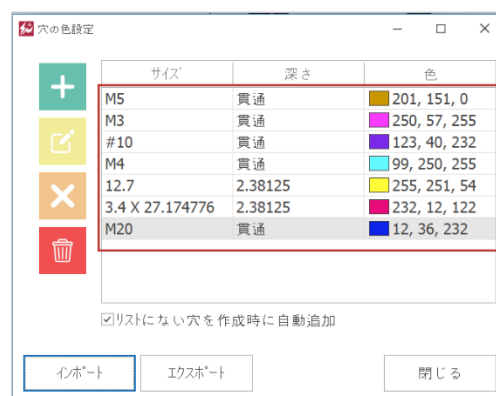 穴の色設定
サイズ 深さ 色
M5 貫通 201, 151, 0
M3 貫通 250, 57, 255
#10 貫通 123, 40, 232
M4 貫通 99, 250, 255
12.7 2.38125 255, 251, 54
3.4 X 27.174776 2.38125 232, 12, 122
M20 貫通 12, 36, 232
リストにない穴を作成時に自動追加
インポート エクスポート 閉じる